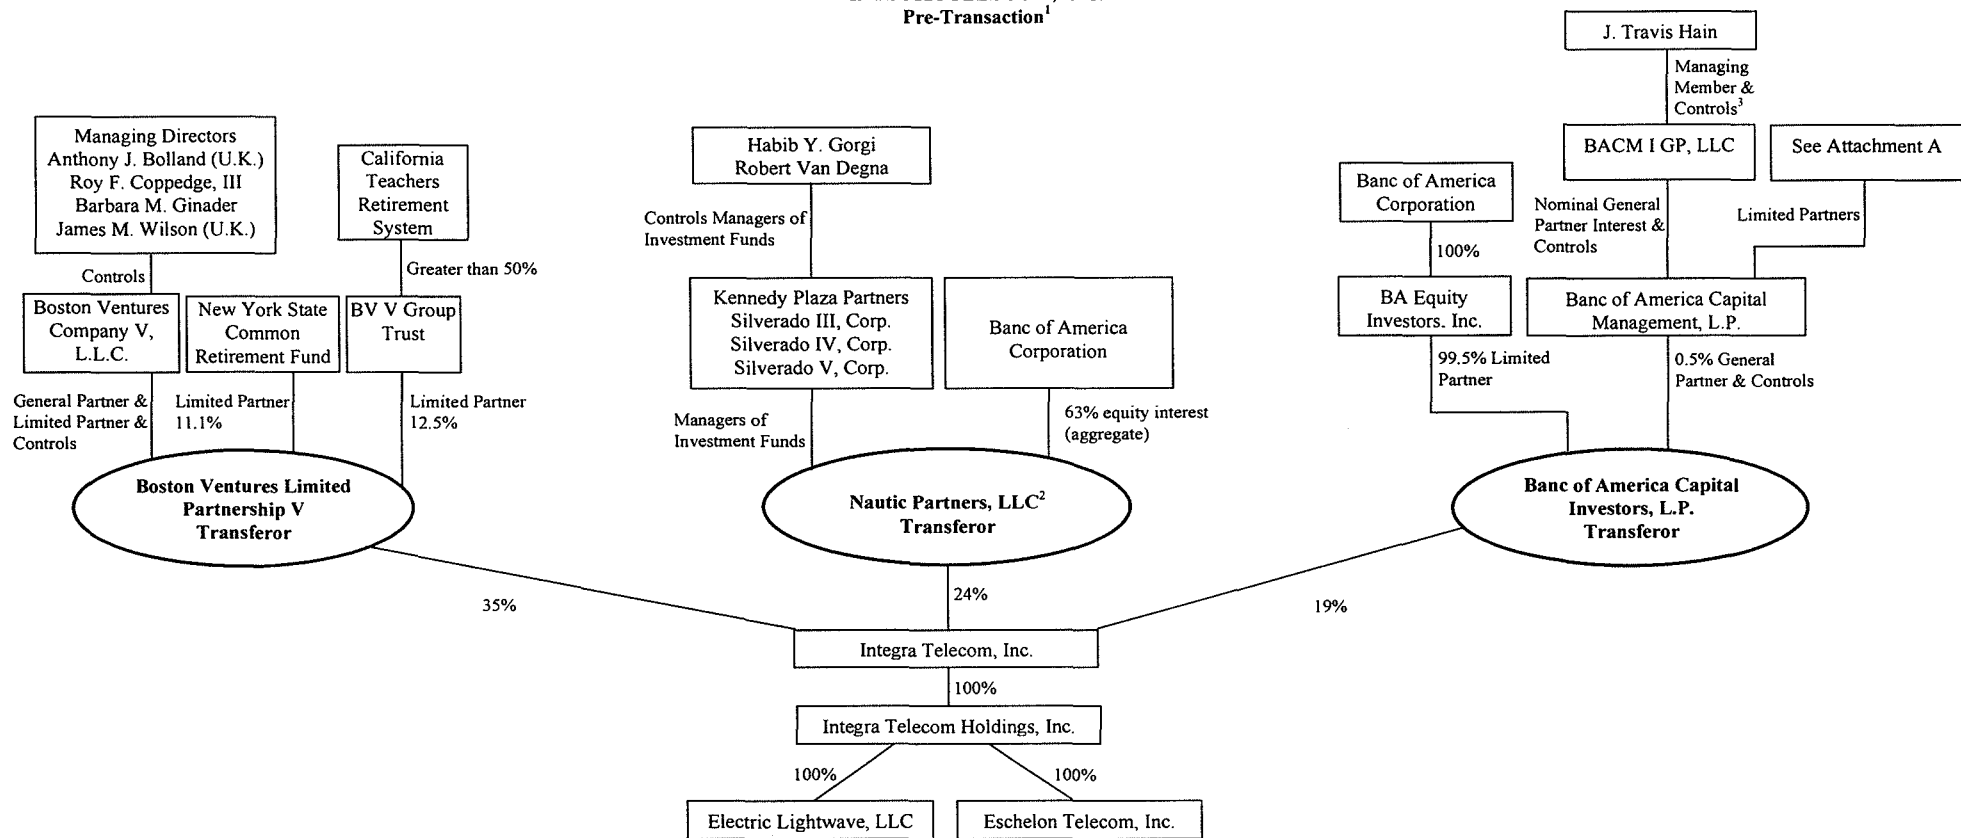 Pre-Transaction1
J. Travis Hain
Managing
Member &
Controls3
Managing Directors
Anthony J. Bolland (U.K.)
Roy F. Coppedge, III
Barbara M. Ginader
James M. Wilson (U.K.)
California
Teachers
Retirement
System
Habib Y. Gorgi
Robert Van Degna
Banc of America
Corporation
BACM I GP, LLC
See Attachment A
Controls
Greater than 50%
Controls Managers of
Investment Funds
100%
Nominal General
Partner Interest &
Controls
Limited Partners
Boston Ventures
Company V,
L.L.C.
New York State
Common
Retirement Fund
BV V Group
Trust
Kennedy Plaza Partners
Silverado III, Corp.
Silverado IV, Corp.
Silverado V, Corp.
Banc of America
Corporation
BA Equity
Investors. Inc.
Banc of America Capital
Management, L.P.
General Partner &
Limited Partner &
Controls
Limited Partner
11.1%
Limited Partner
12.5%
Managers of
Investment Funds
63% equity interest
(aggregate)
99.5% Limited
Partner
0.5% General
Partner & Controls
Boston Ventures Limited
Partnership V
Transferor
Nautic Partners, LLC2
Transferor
Banc of America Capital
Investors, L.P.
Transferor
35%
24%
19%
Integra Telecom, Inc.
100%
Integra Telecom Holdings, Inc.
100%
100%
Electric Lightwave, LLC
Eschelon Telecom, Inc.